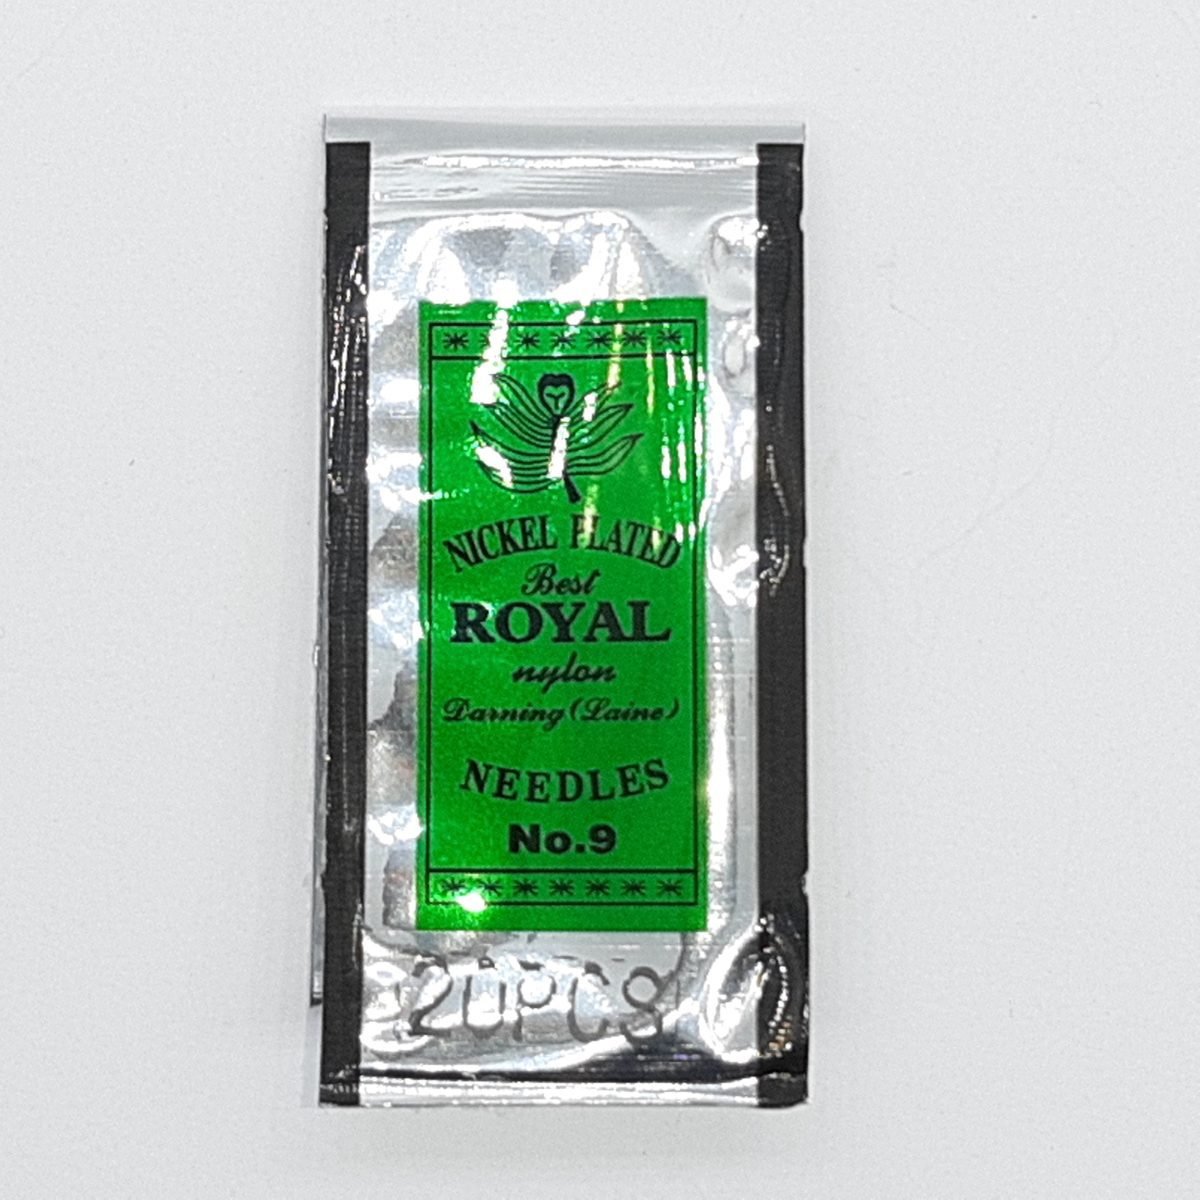 NICKEL PLATED
Best
ROYAL
nylon
Darning (Laine)
NEEDLES
No.9
20PCS